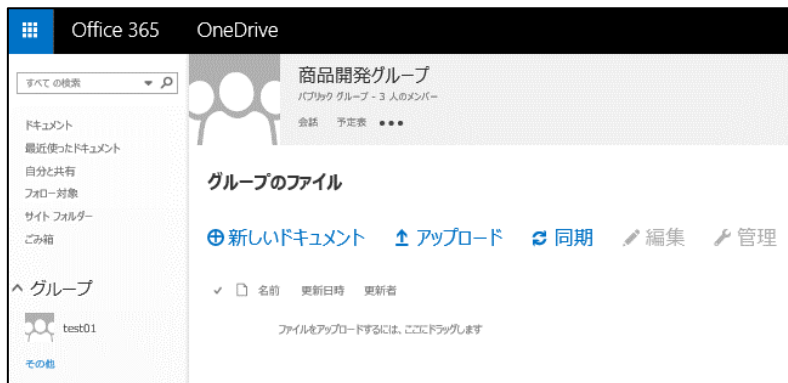 Office 365 OneDrive
すべて の検索
ドキュメント
最近使ったドキュメント
自分と共有
フォロー対象
サイト フォルダー
ごみ箱
グループ
test01
その他
商品開発グループ
パブリック グループ - 3 人のメンバー
会話 予定表 •••
グループのファイル
新しいドキュメント アップロード 同期 編集 管理
名前 更新日時 更新者
ファイルをアップロードするには、ここにドラッグします